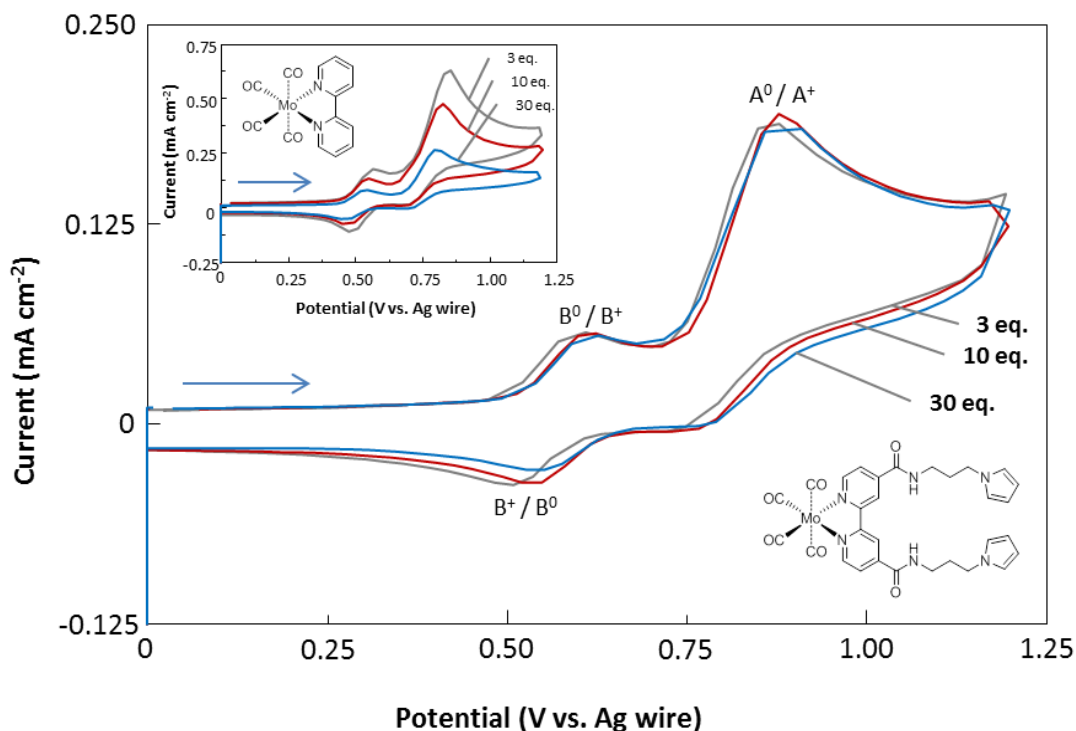 0.250
0.125
0
-0.125
Current (mA cm-2)
0
0.25
0.50
0.75
1.00
1.25
Potential (V vs. Ag wire)
A0 / A+
B0 / B+
B+ / B0
3 eq.
10 eq.
30 eq.
0.75
0.50
0.25
0
-0.25
Current (mA cm-2)
0
0.25
0.50
0.75
1.00
1.25
Potential (V vs. Ag wire)
3 eq.
10 eq.
30 eq.
CO
OC
N
Mo
OC
N
CO
O
N
H
N
CO
OC
N
Mo
H
OC
N
N
N
CO
O